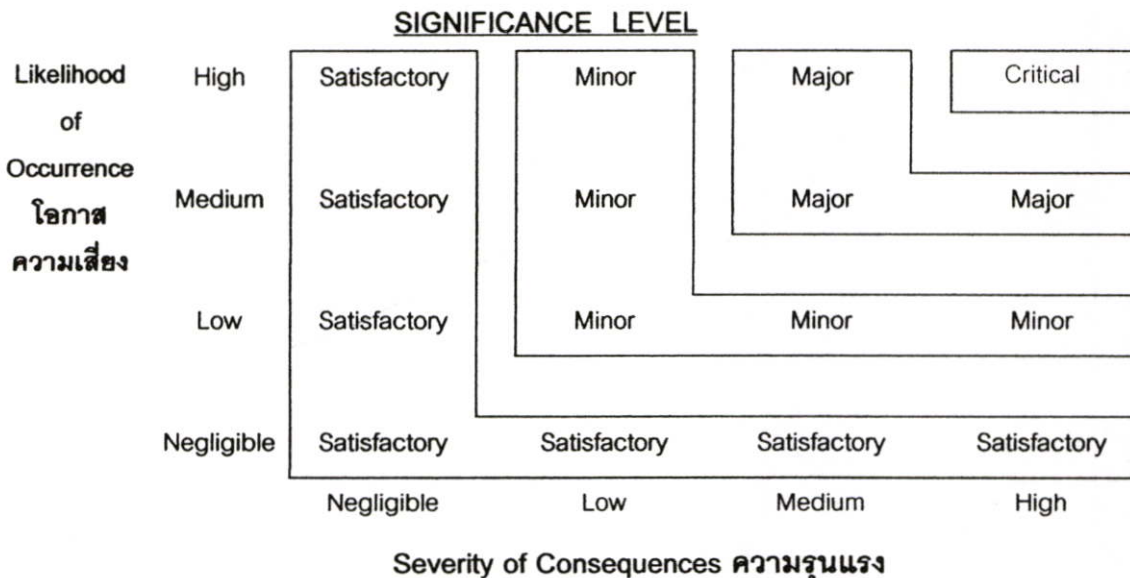 SIGNIFICANCE LEVEL
Likelihood
of
Occurrence
โอกาส
ความเสี่ยง
High Satisfactory Minor Major Critical
Medium Satisfactory Minor Major Major
Low Satisfactory Minor Minor Minor
Negligible Satisfactory Satisfactory Satisfactory Satisfactory
Negligible Low Medium High
Severity of Consequences ความรุนแรง